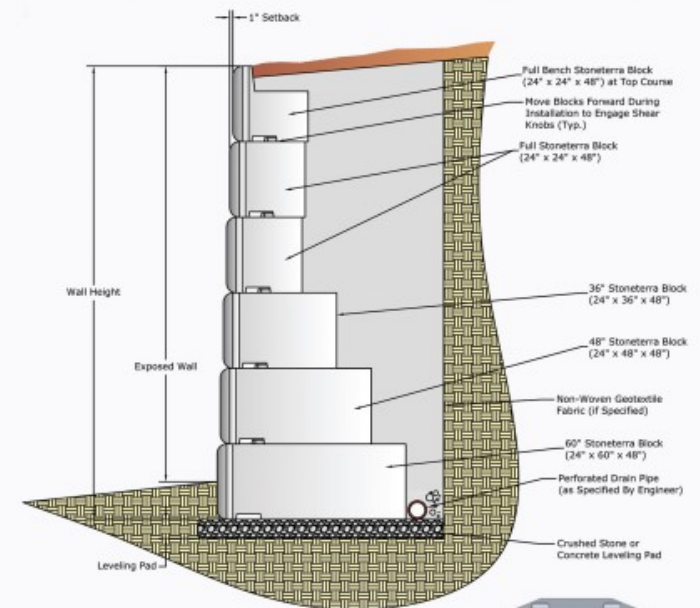 1" Setback
Full Bench Stoneterra Block
(24" x 24" x 48") at Top Course
Move Blocks Forward During
Installation to Engage Shear
Knobs (Typ.)
Full Stoneterra Block
(24" x 24" x 48")
Wall Height
36" Stoneterra Block
(24" x 36" x 48")
Exposed Wall
48" Stoneterra Block
(24" x 48" x 48")
Non-Woven Geotextile
Fabric (if Specified)
60" Stoneterra Block
(24" x 60" x 48")
Perforated Drain Pipe
(as Specified By Engineer)
Crushed Stone or
Concrete Leveling Pad
Leveling Pad